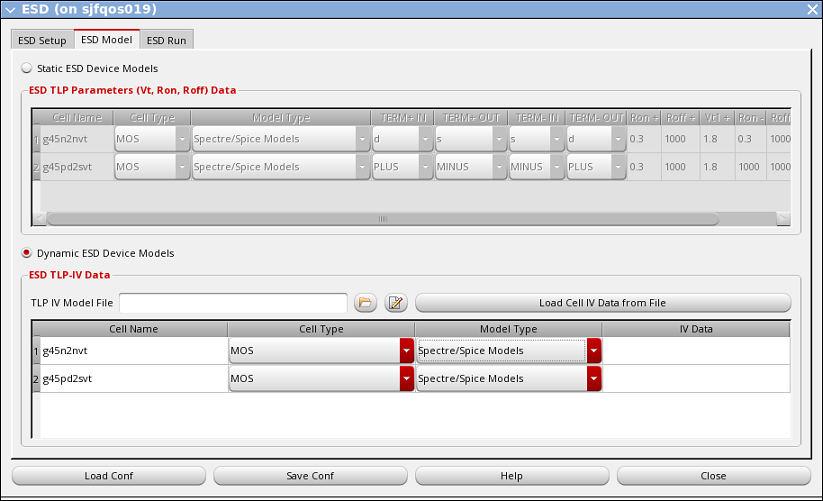 ESD (on sjfqos019)
ESD Setup ESD Model ESD Run
Static ESD Device Models
ESD TLP Parameters (Vt, Ron, Roff) Data
Cell Name Cell Type Model Type TERM+ IN TERM+ OUT TERM- IN TERM- OUT Ron + Roff + Vt1 + Ron - Roff
1 g45n2nvt MOS Spectre/Spice Models d s s d 0.3 1000 1.8 0.3 1000
2 g45pd2svt MOS Spectre/Spice Models PLUS MINUS MINUS PLUS 0.3 1000 1.8 1000 1000
Dynamic ESD Device Models
ESD TLP-IV Data
TLP IV Model File Load Cell IV Data from File
Cell Name Cell Type Model Type IV Data
1 g45n2nvt MOS Spectre/Spice Models
2 g45pd2svt MOS Spectre/Spice Models
Load Conf Save Conf Help Close